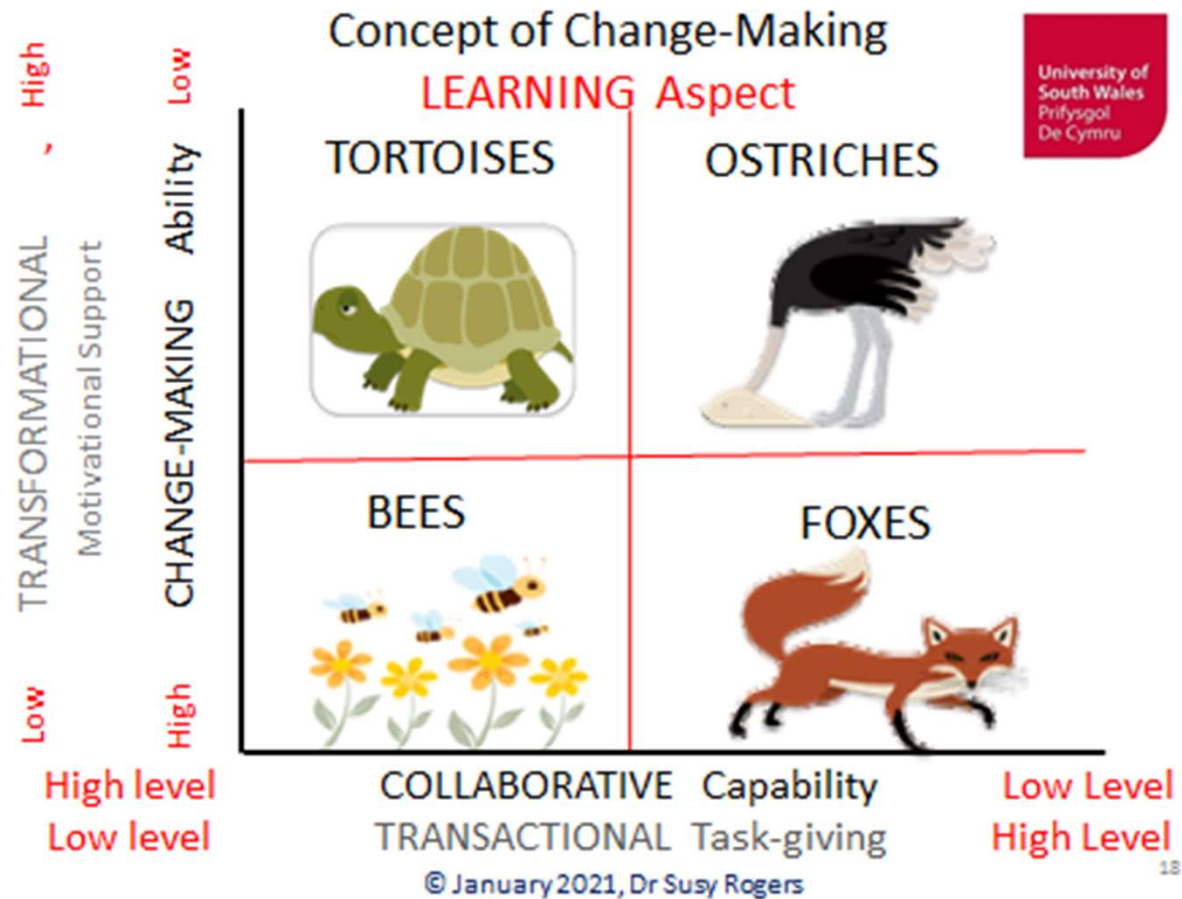 Concept of Change-Making
LEARNING Aspect
University of
South Wales
Prifysgol
De Cymru
High
,
TRANSFORMATIONAL
Low
Motivational Support
Low
CHANGE-MAKING Ability
High
TORTOISES
OSTRICHES
BEES
FOXES
High level
COLLABORATIVE Capability
Low Level
Low level
TRANSACTIONAL Task-giving
High Level
© January 2021, Dr Susy Rogers
18